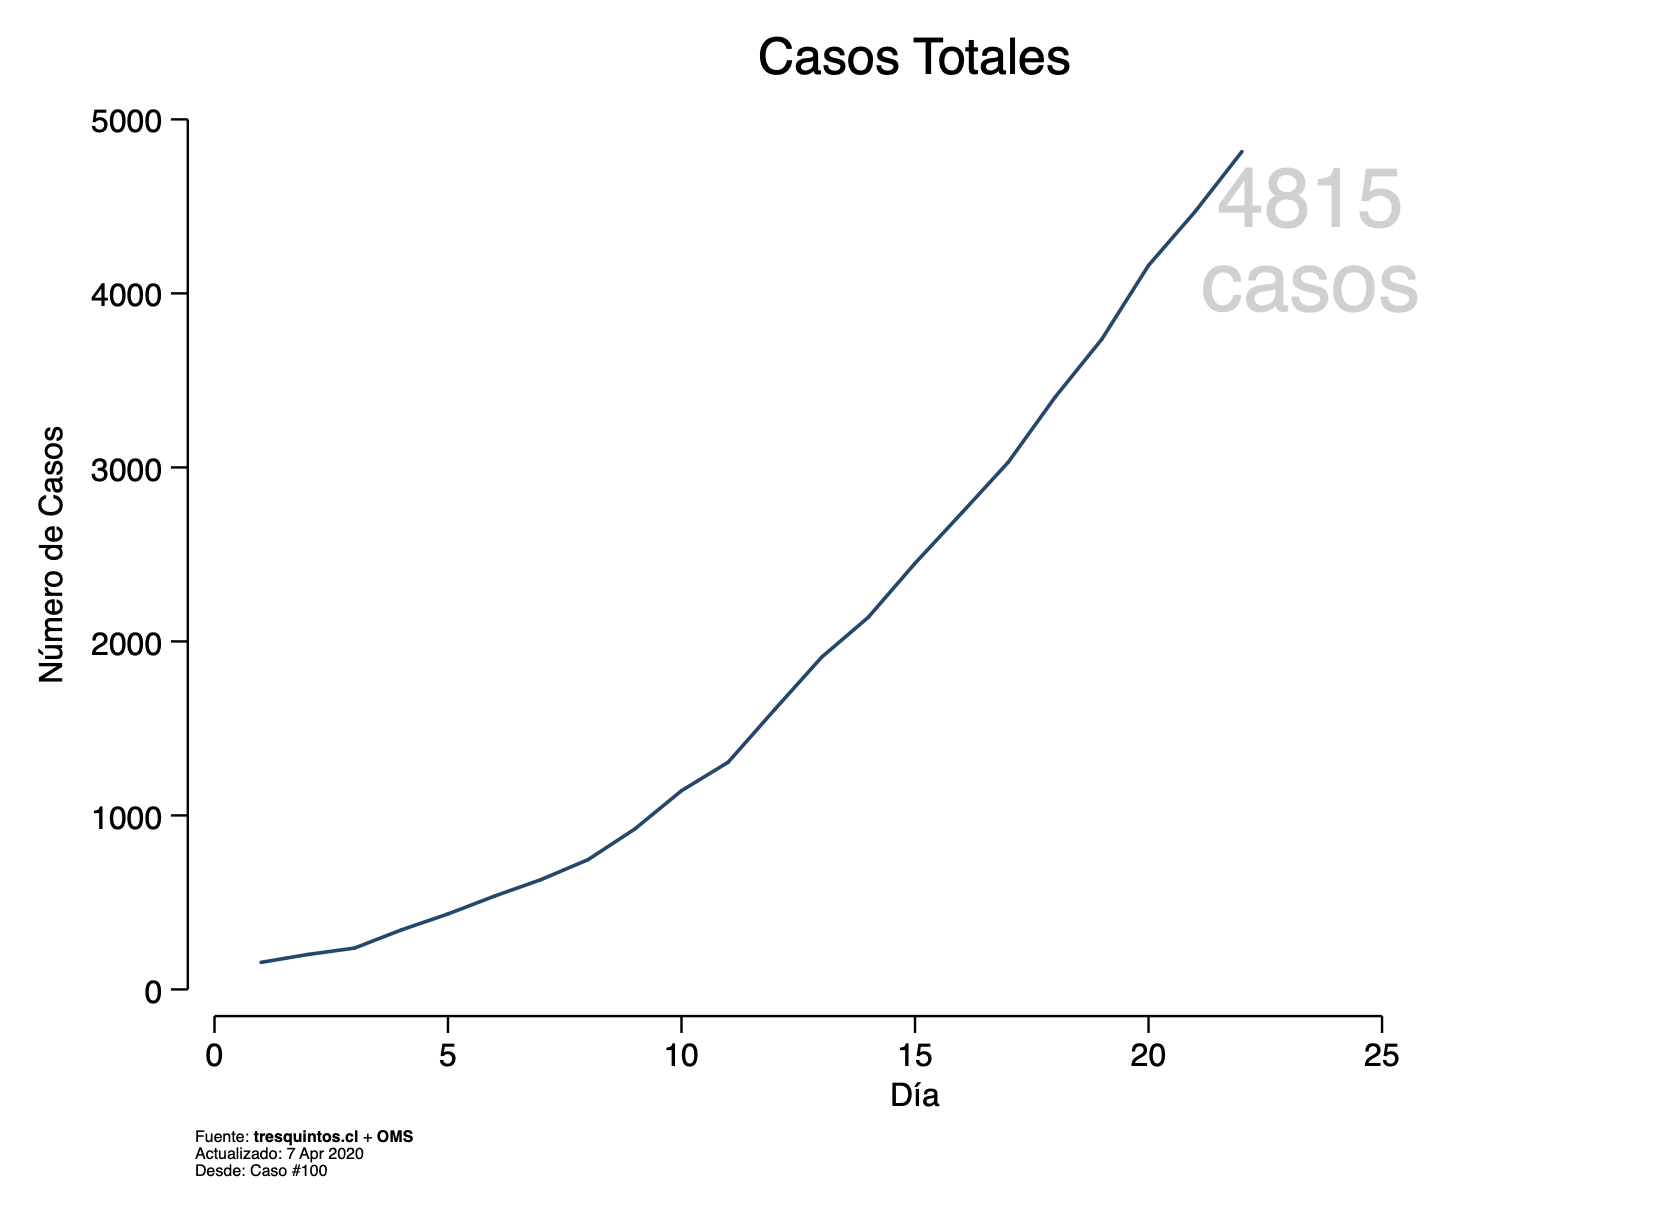 Casos Totales
5000
4000
3000
2000
1000
0
Número de Casos
4815
casos
0 5 10 15 20 25
Día
Fuente: tresquintos.cl + OMS
Actualizado: 7 Apr 2020
Desde: Caso #100